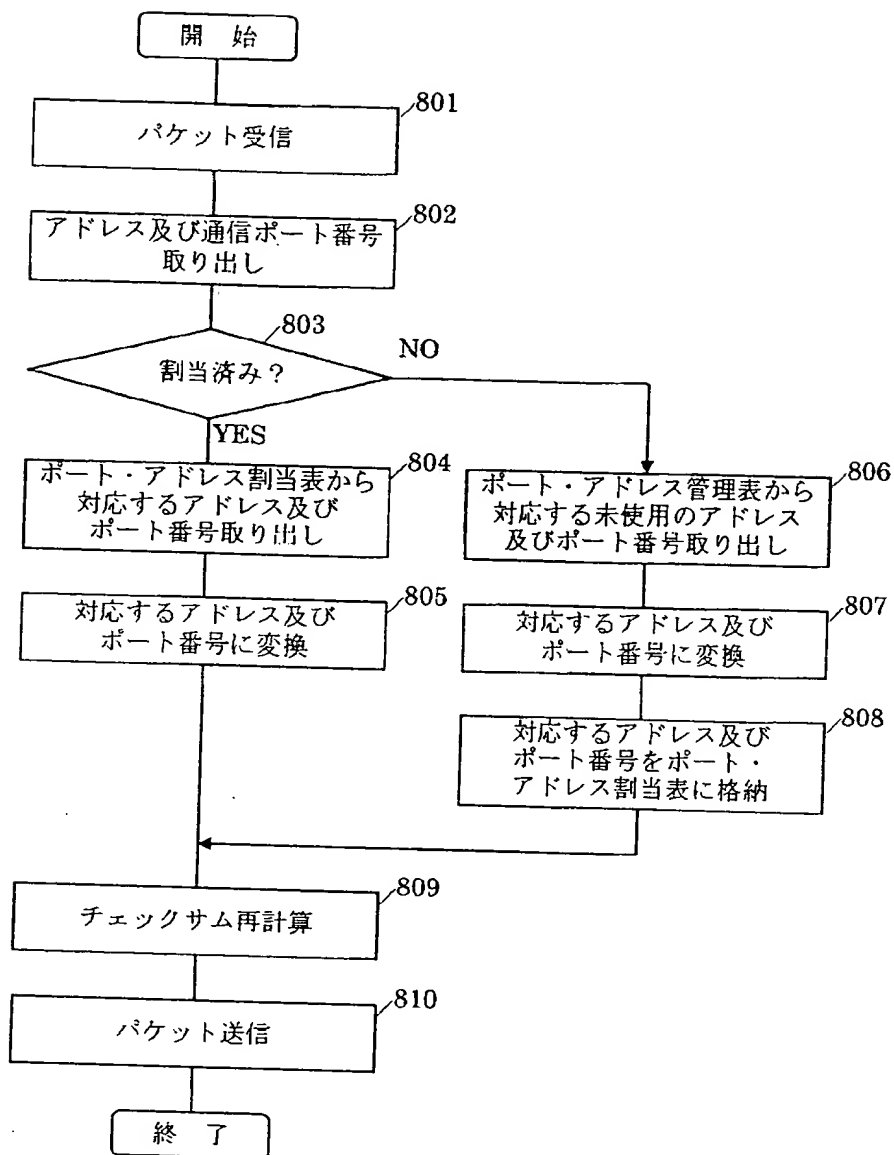 開 始
801
パケット受信
802
アドレス及び通信ポート番号
取り出し
803
割当済み？
NO
YES
804
ポート・アドレス割当表から
対応するアドレス及び
ポート番号取り出し
806
ポート・アドレス管理表から
対応する未使用のアドレス
及びポート番号取り出し
805
対応するアドレス及び
ポート番号に変換
807
対応するアドレス及び
ポート番号に変換
808
対応するアドレス及び
ポート番号をポート・
アドレス割当表に格納
809
チェックサム再計算
810
パケット送信
終 了